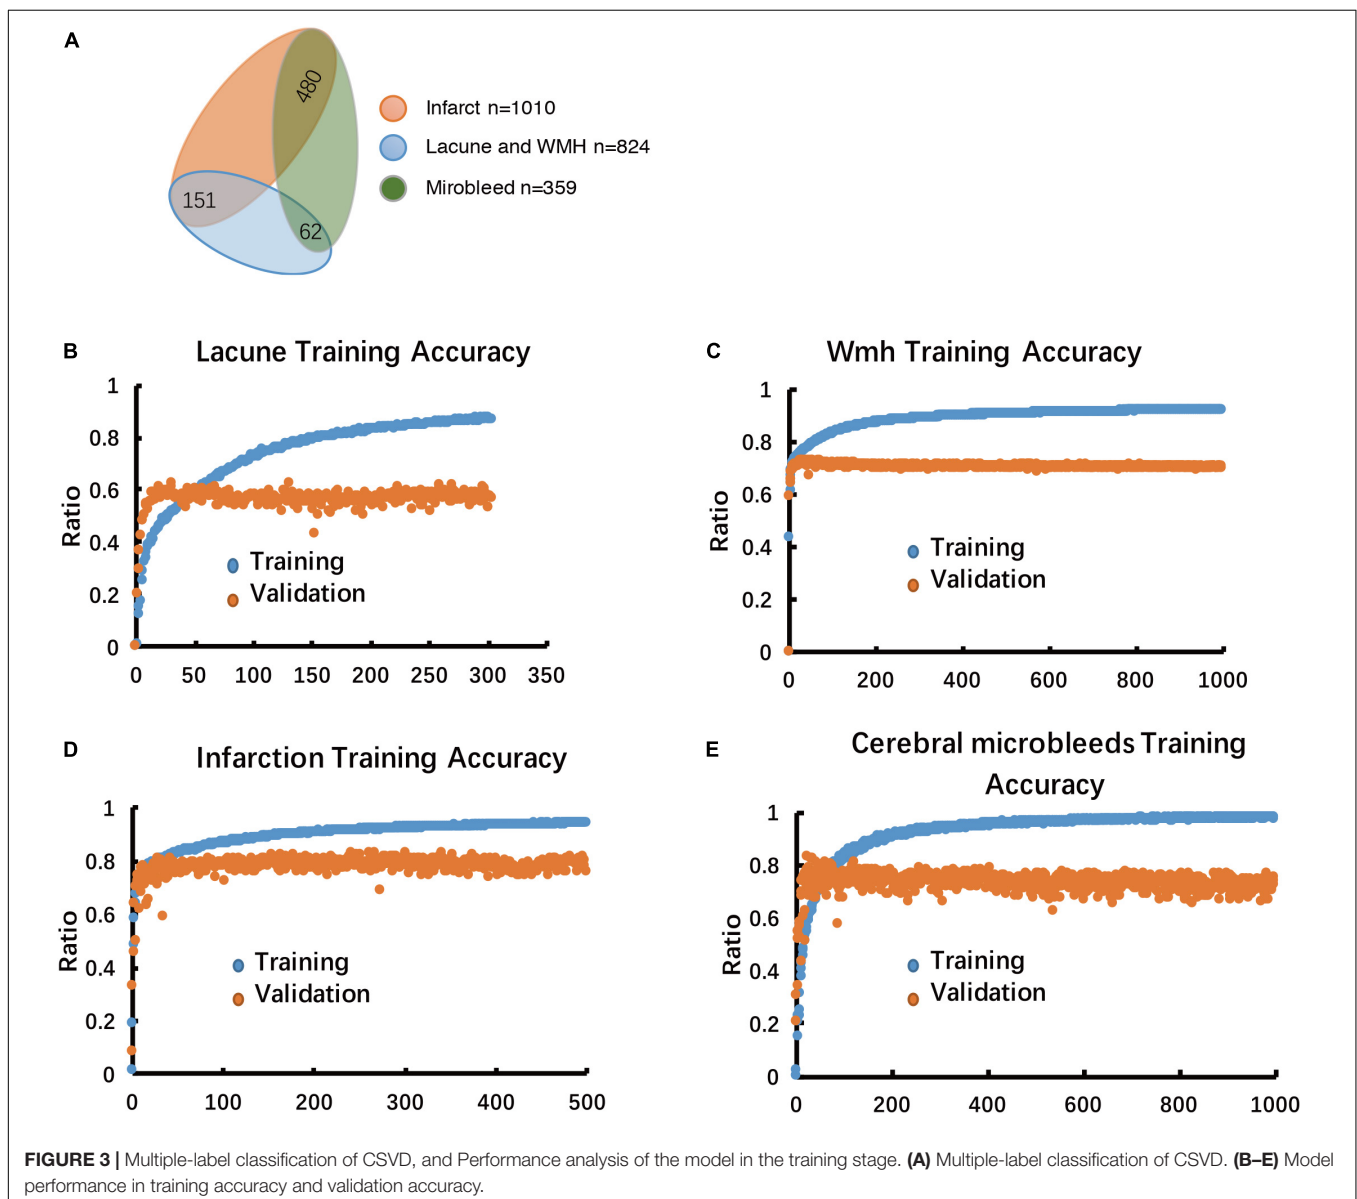 A
480
151
62
Infarct n=1010
Lacune and WMH n=824
Mirobleed n=359
B
Lacune Training Accuracy
Ratio
1
0.8
0.6
0.4
0.2
0
0 50 100 150 200 250 300 350
Training
Validation
C
Wmh Training Accuracy
Ratio
1
0.8
0.6
0.4
0.2
0
0 200 400 600 800 1000
Training
Validation
D
Infarction Training Accuracy
Ratio
1
0.8
0.6
0.4
0.2
0
0 100 200 300 400 500
Training
Validation
E
Cerebral microbleeds Training
Accuracy
Ratio
1
0.8
0.6
0.4
0.2
0
0 200 400 600 800 1000
Training
Validation
FIGURE 3 | Multiple-label classification of CSVD, and Performance analysis of the model in the training stage. (A) Multiple-label classification of CSVD. (B–E) Model
performance in training accuracy and validation accuracy.